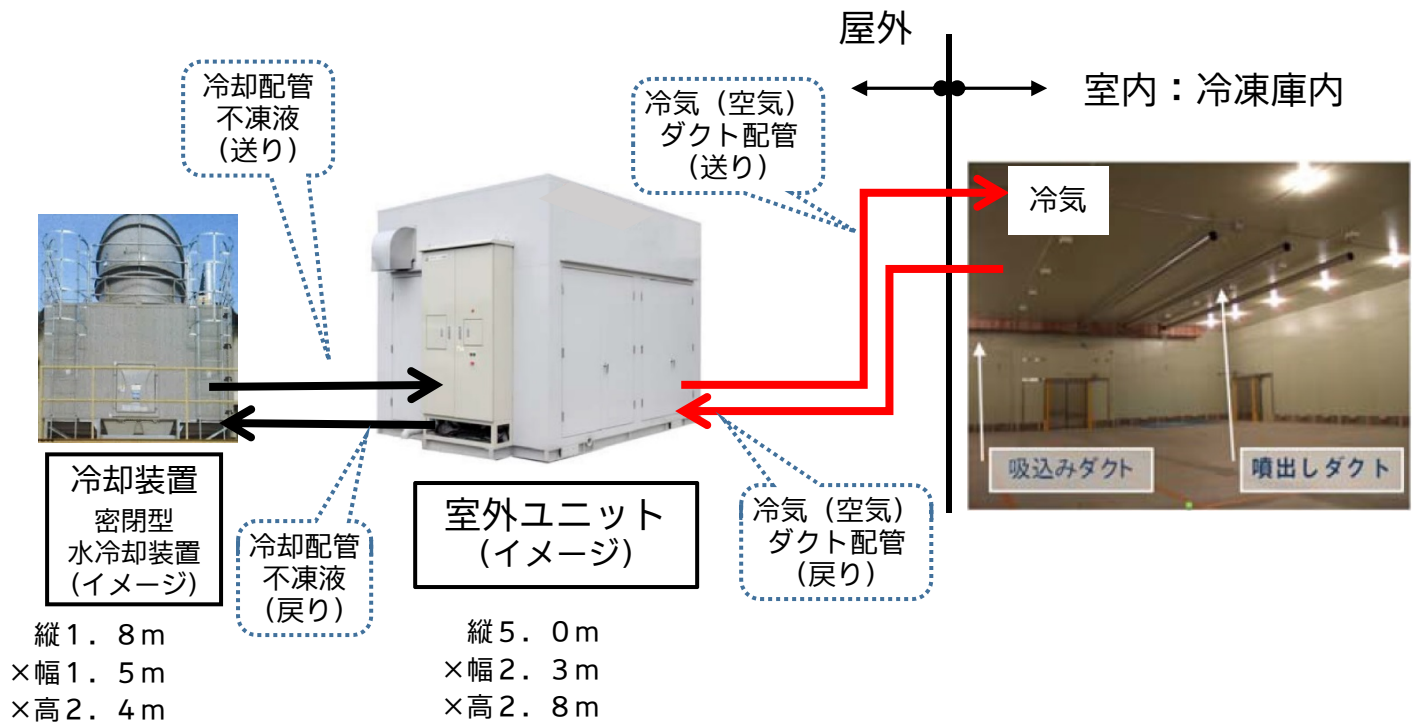 屋外
室内：冷凍庫内
冷却配管
不凍液
(送り)
冷気（空気）
ダクト配管
(送り)
冷気
吸込みダクト
噴出しダクト
冷却装置
密閉型
水冷却装置
(イメージ)
冷却配管
不凍液
(戻り)
室外ユニット
(イメージ)
冷気（空気）
ダクト配管
(戻り)
縦１．８ｍ
×幅１．５ｍ
×高２．４ｍ
縦５．０ｍ
×幅２．３ｍ
×高２．８ｍ